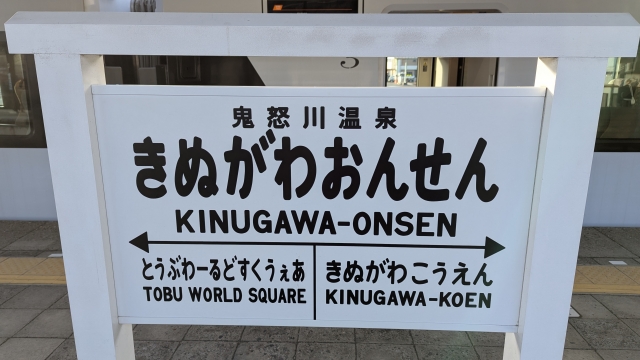 3
鬼怒川温泉
きぬがわおんせん
KINUGAWA-ONSEN
とうぶわーるどすくうぇあ
TOBU WORLD SQUARE
きぬがわこうえん
KINUGAWA-KOEN